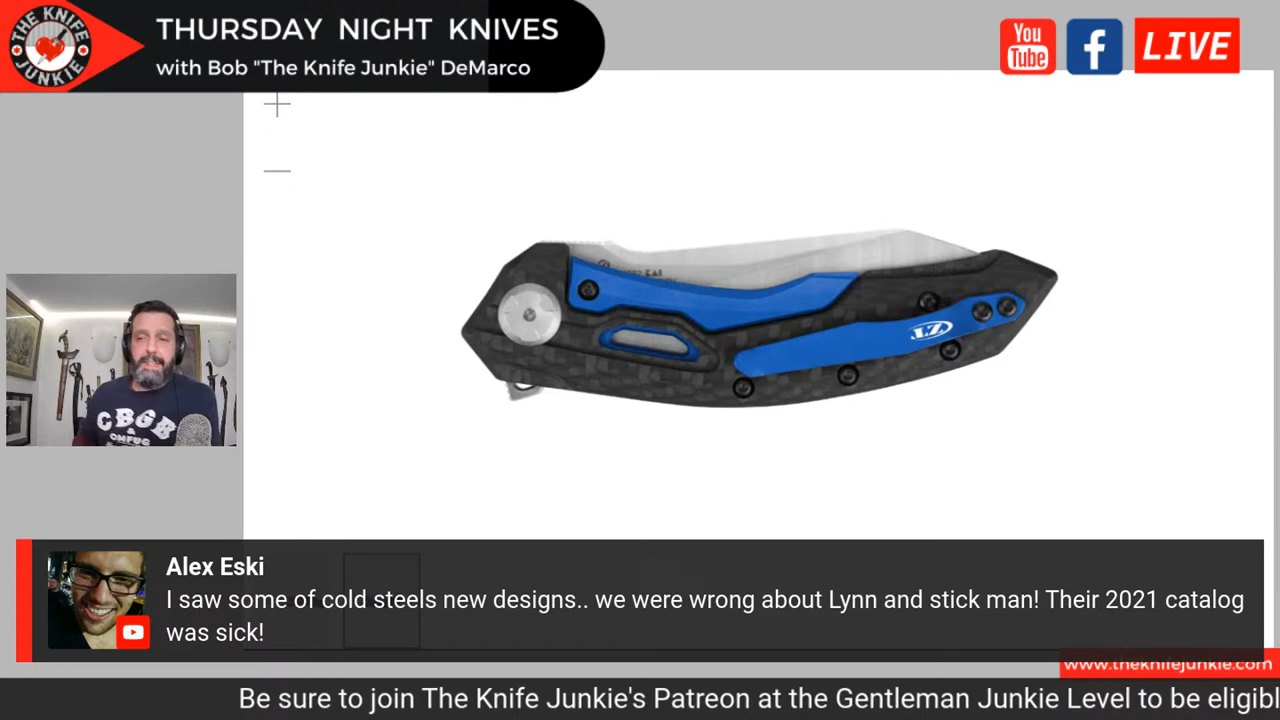 THE KNIFE
JUNKIE
THURSDAY NIGHT KNIVES
with Bob "The Knife Junkie" DeMarco
You
Tube
f
LIVE
KAI
ZT
CBGB
&
OMFUG
Alex Eski
I saw some of cold steels new designs.. we were wrong about Lynn and stick man! Their 2021 catalog
was sick!
www.theknifejunkie.com
Be sure to join The Knife Junkie's Patreon at the Gentleman Junkie Level to be eligibl